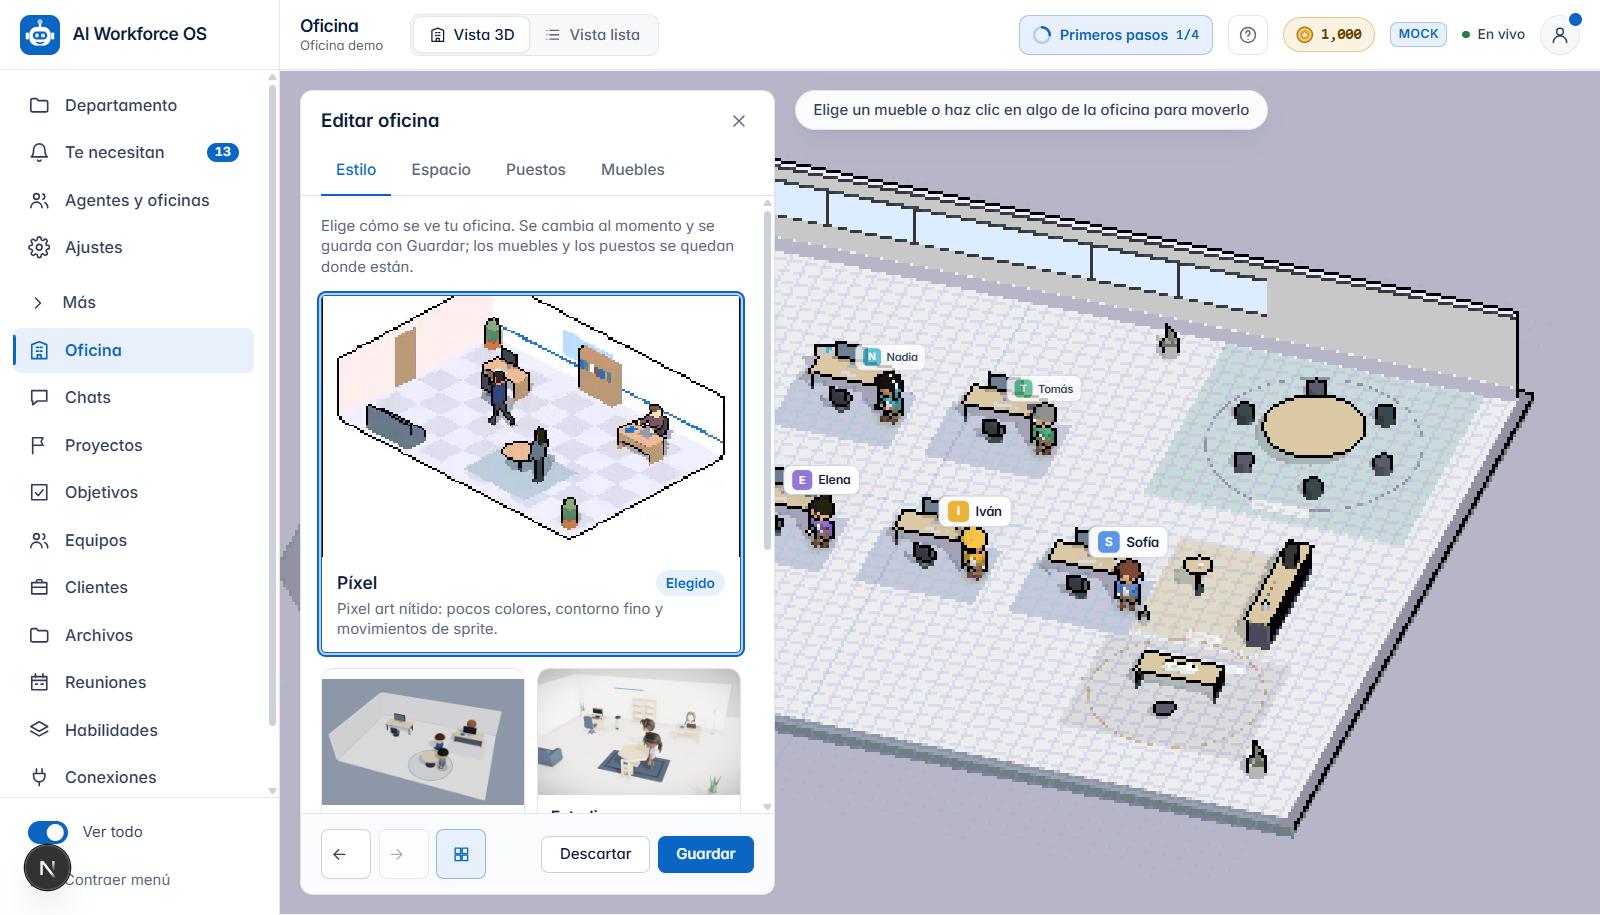 AI Workforce OS
Oficina
Oficina demo
Vista 3D
Vista lista
Primeros pasos 1/4
1,000
MOCK
En vivo
Departamento
Te necesitan 13
Agentes y oficinas
Ajustes
Más
Oficina
Chats
Proyectos
Objetivos
Equipos
Clientes
Archivos
Reuniones
Habilidades
Conexiones
Ver todo
N
Contraer menú
Editar oficina
Estilo
Espacio
Puestos
Muebles
Elige cómo se ve tu oficina. Se cambia al momento y se
guarda con Guardar; los muebles y los puestos se quedan
donde están.
Píxel
Elegido
Pixel art nítido: pocos colores, contorno fino y
movimientos de sprite.
Descartar
Guardar
Elige un mueble o haz clic en algo de la oficina para moverlo
N Nadia
T Tomás
E Elena
I Iván
S Sofía